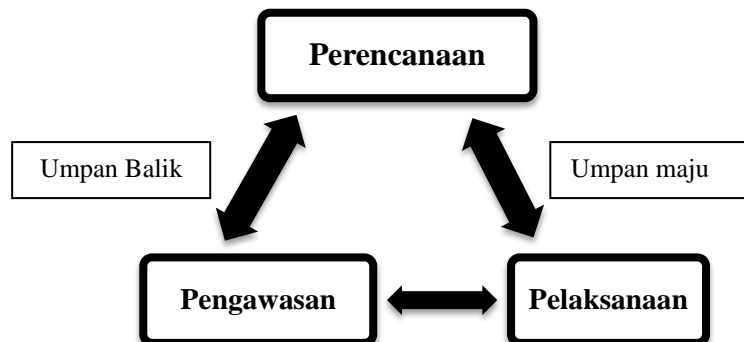 Perencanaan
Umpan Balik
Umpan maju
Pengawasan
Pelaksanaan